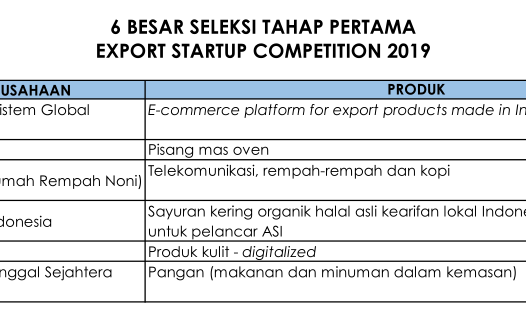 6 BESAR SELEKSI TAHAP PERTAMA
EXPORT STARTUP COMPETITION 2019
USAHAAN PRODUK
istem Global E-commerce platform for export products made in In
Pisang mas oven
Telekomunikasi, rempah-rempah dan kopi
umah Rempah Noni)
donesia Sayuran kering organik halal asli kearifan lokal Indone
untuk pelancar ASI
Produk kulit - digitalized
nggal Sejahtera Pangan (makanan dan minuman dalam kemasan)